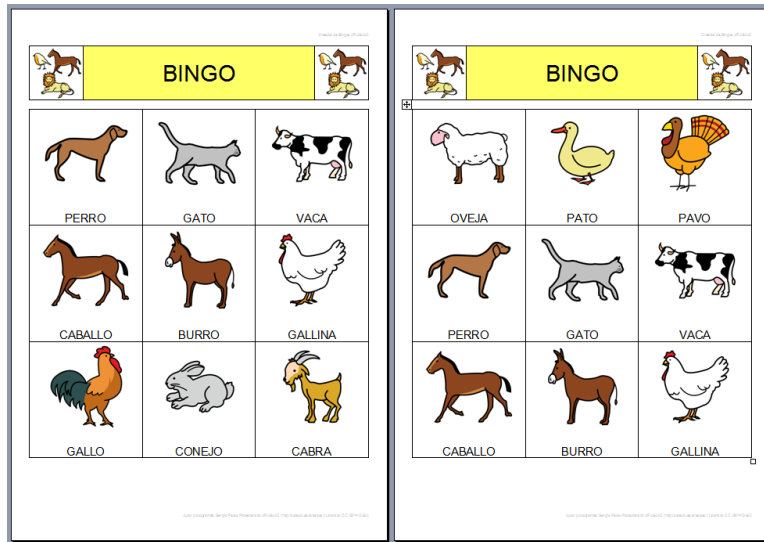 BINGO
PERRO GATO VACA
CABALLO BURRO GALLINA
GALLO CONEJO CABRA
BINGO
OVEJA PATO PAVO
PERRO GATO VACA
CABALLO BURRO GALLINA